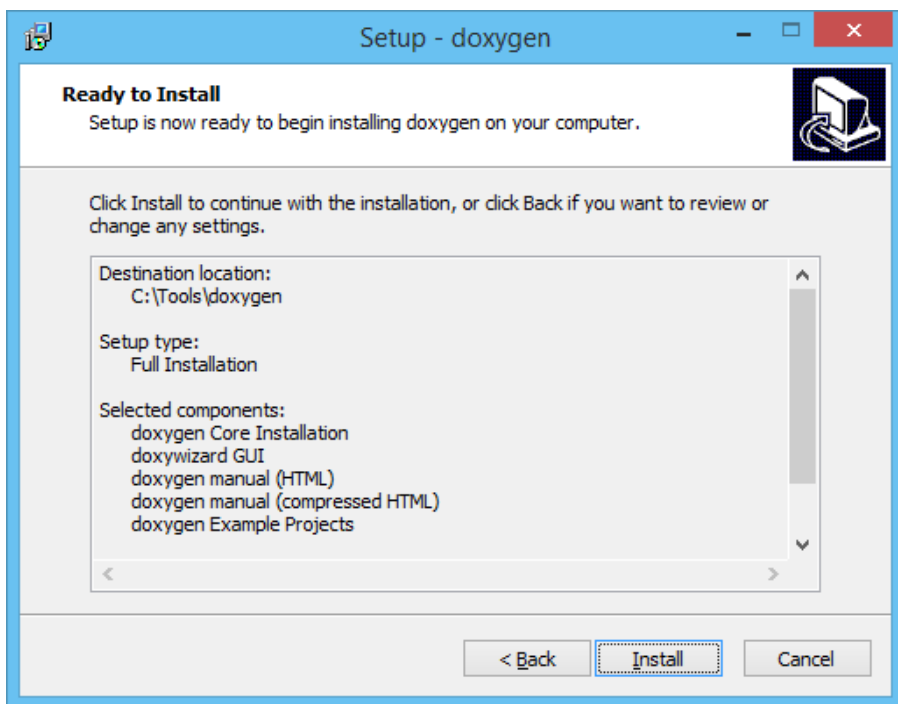 Setup - doxygen
Ready to Install
Setup is now ready to begin installing doxygen on your computer.
Click Install to continue with the installation, or click Back if you want to review or
change any settings.
Destination location:
C:\Tools\doxygen
Setup type:
Full Installation
Selected components:
doxygen Core Installation
doxywizard GUI
doxygen manual (HTML)
doxygen manual (compressed HTML)
doxygen Example Projects
< Back Install Cancel